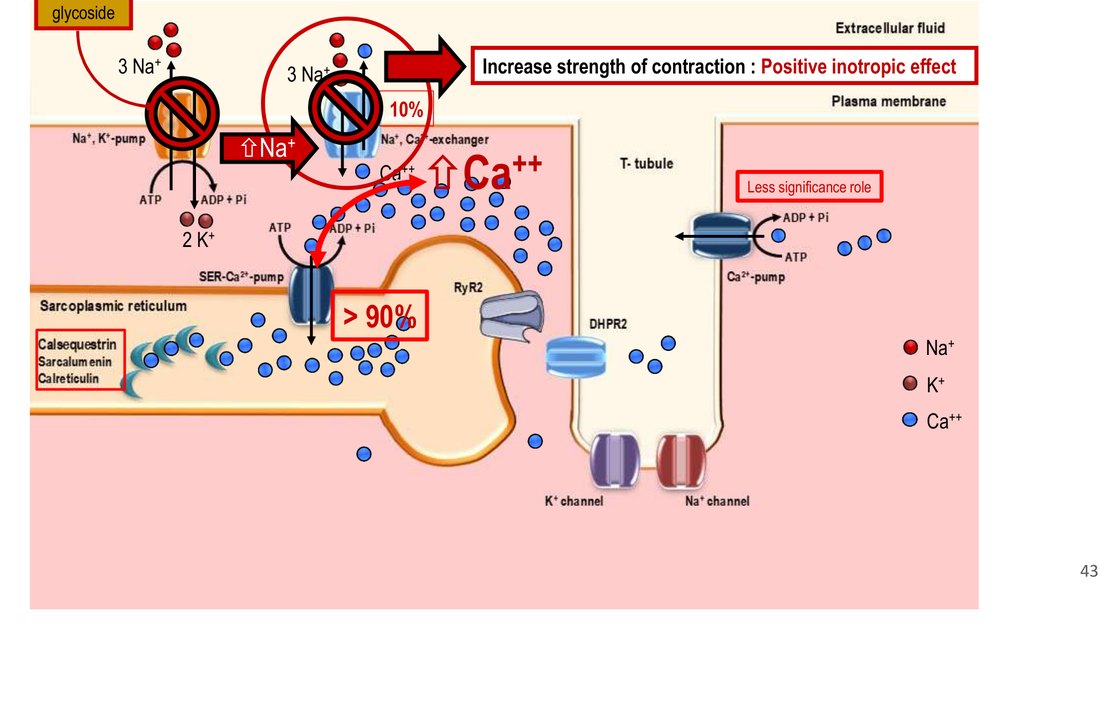 glycoside
Extracellular fluid
3 Na⁺
3 Na⁺
Increase strength of contraction : Positive inotropic effect
10%
Plasma membrane
Na⁺, K⁺-pump
⇧Na⁺
Na⁺, Ca²⁺-exchanger
T- tubule
Ca⁺⁺
⇧Ca⁺⁺
Less significance role
ATP
ADP + Pi
2 K⁺
ATP
ADP + Pi
ADP + Pi
ATP
SER-Ca²⁺-pump
Ca²⁺-pump
RyR2
Sarcoplasmic reticulum
> 90%
DHPR2
Calsequestrin
Sarcalumenin
Calreticulin
Na⁺
K⁺
Ca⁺⁺
K⁺ channel
Na⁺ channel
43